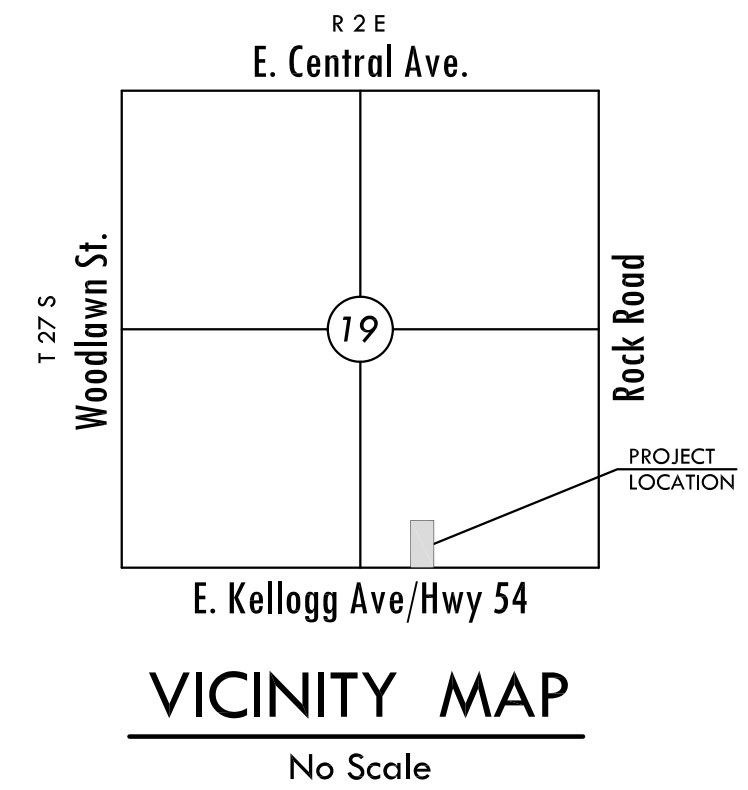 R 2 E
E. Central Ave.
T 27 S
Woodlawn St.
19
Rock Road
PROJECT
LOCATION
E. Kellogg Ave/Hwy 54
VICINITY MAP
No Scale